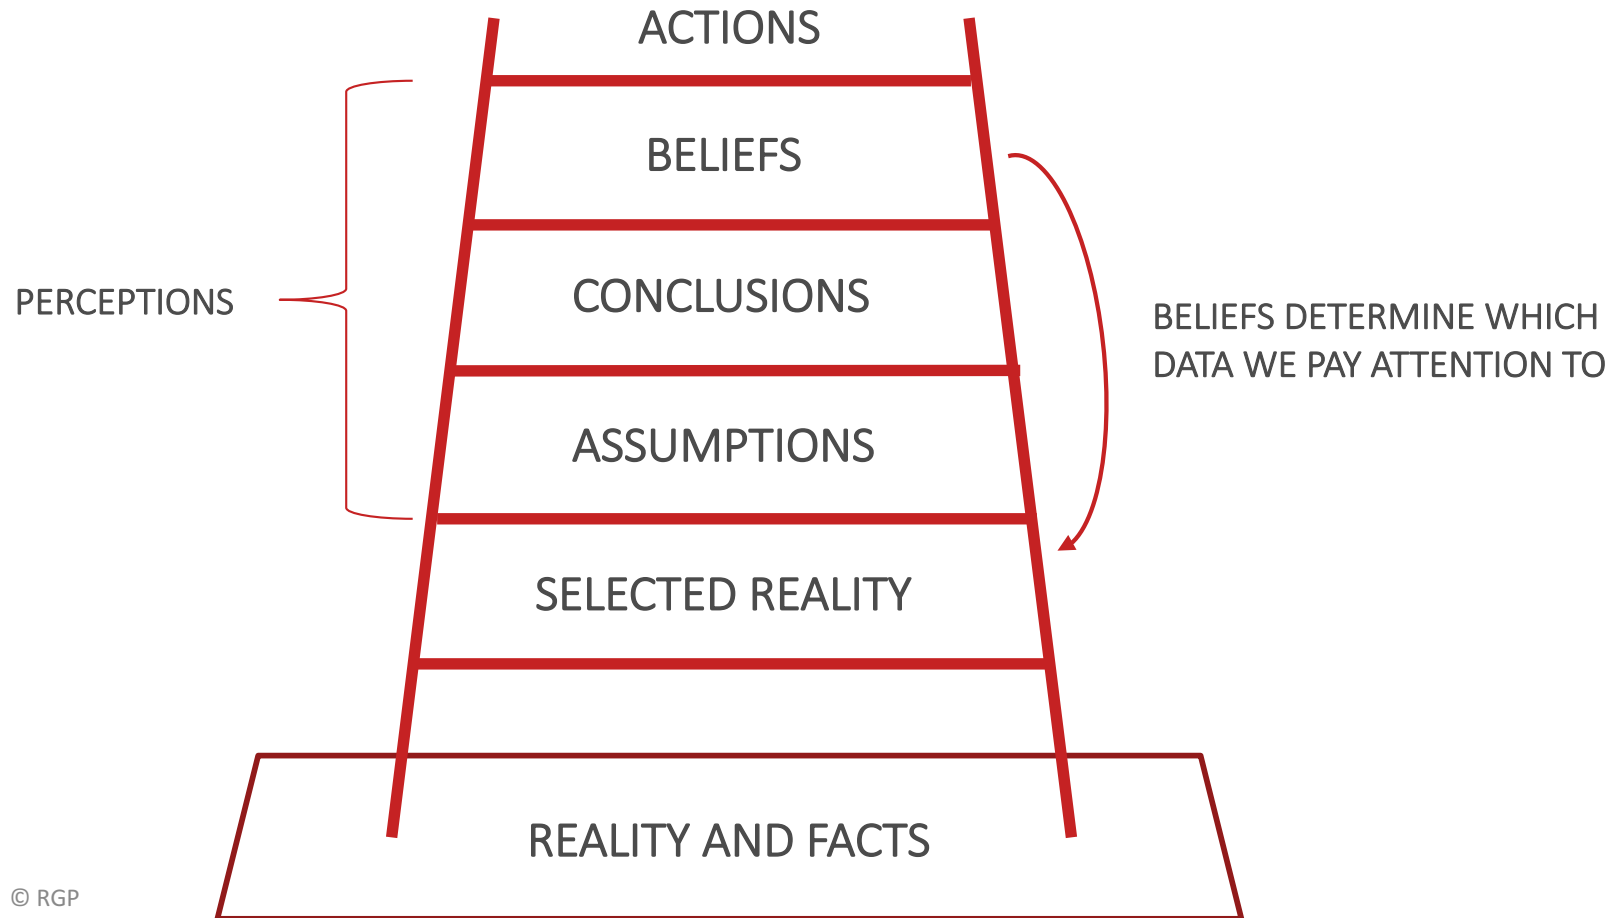 ACTIONS
BELIEFS
CONCLUSIONS
PERCEPTIONS
BELIEFS DETERMINE WHICH
DATA WE PAY ATTENTION TO
ASSUMPTIONS
SELECTED REALITY
REALITY AND FACTS
© RGP